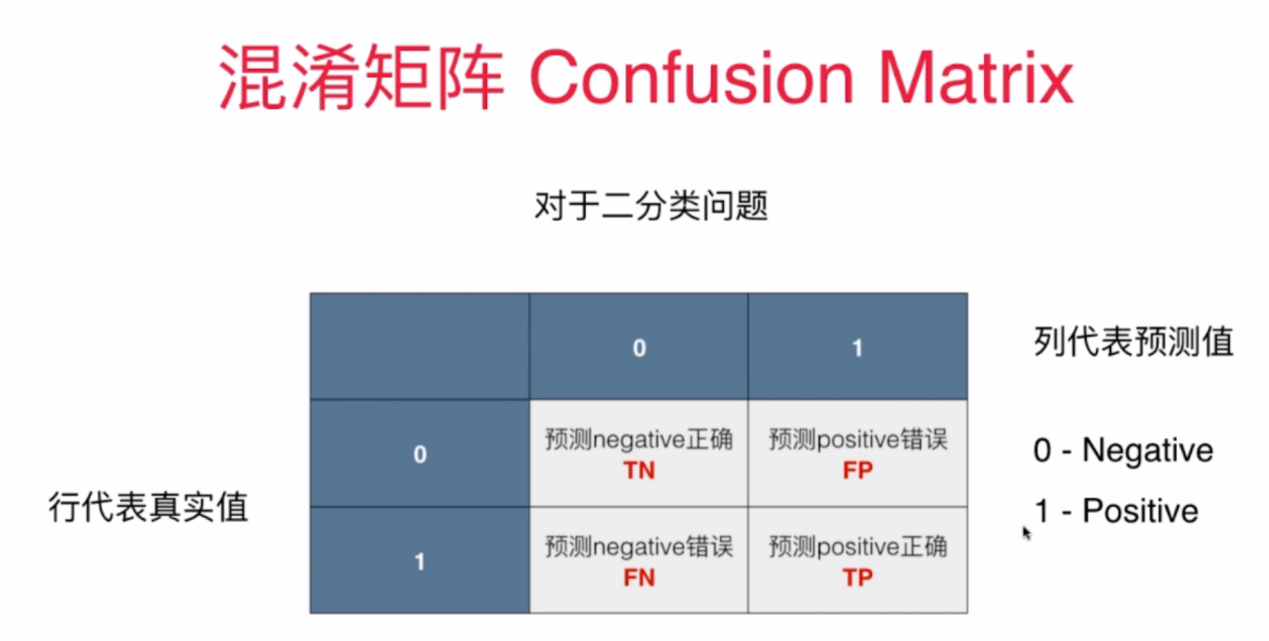 混淆矩阵 Confusion Matrix
对于二分类问题
0 1
列代表预测值
0
预测negative正确
TN
预测positive错误
FP
0 - Negative
行代表真实值
1 - Positive
1
预测negative错误
FN
预测positive正确
TP